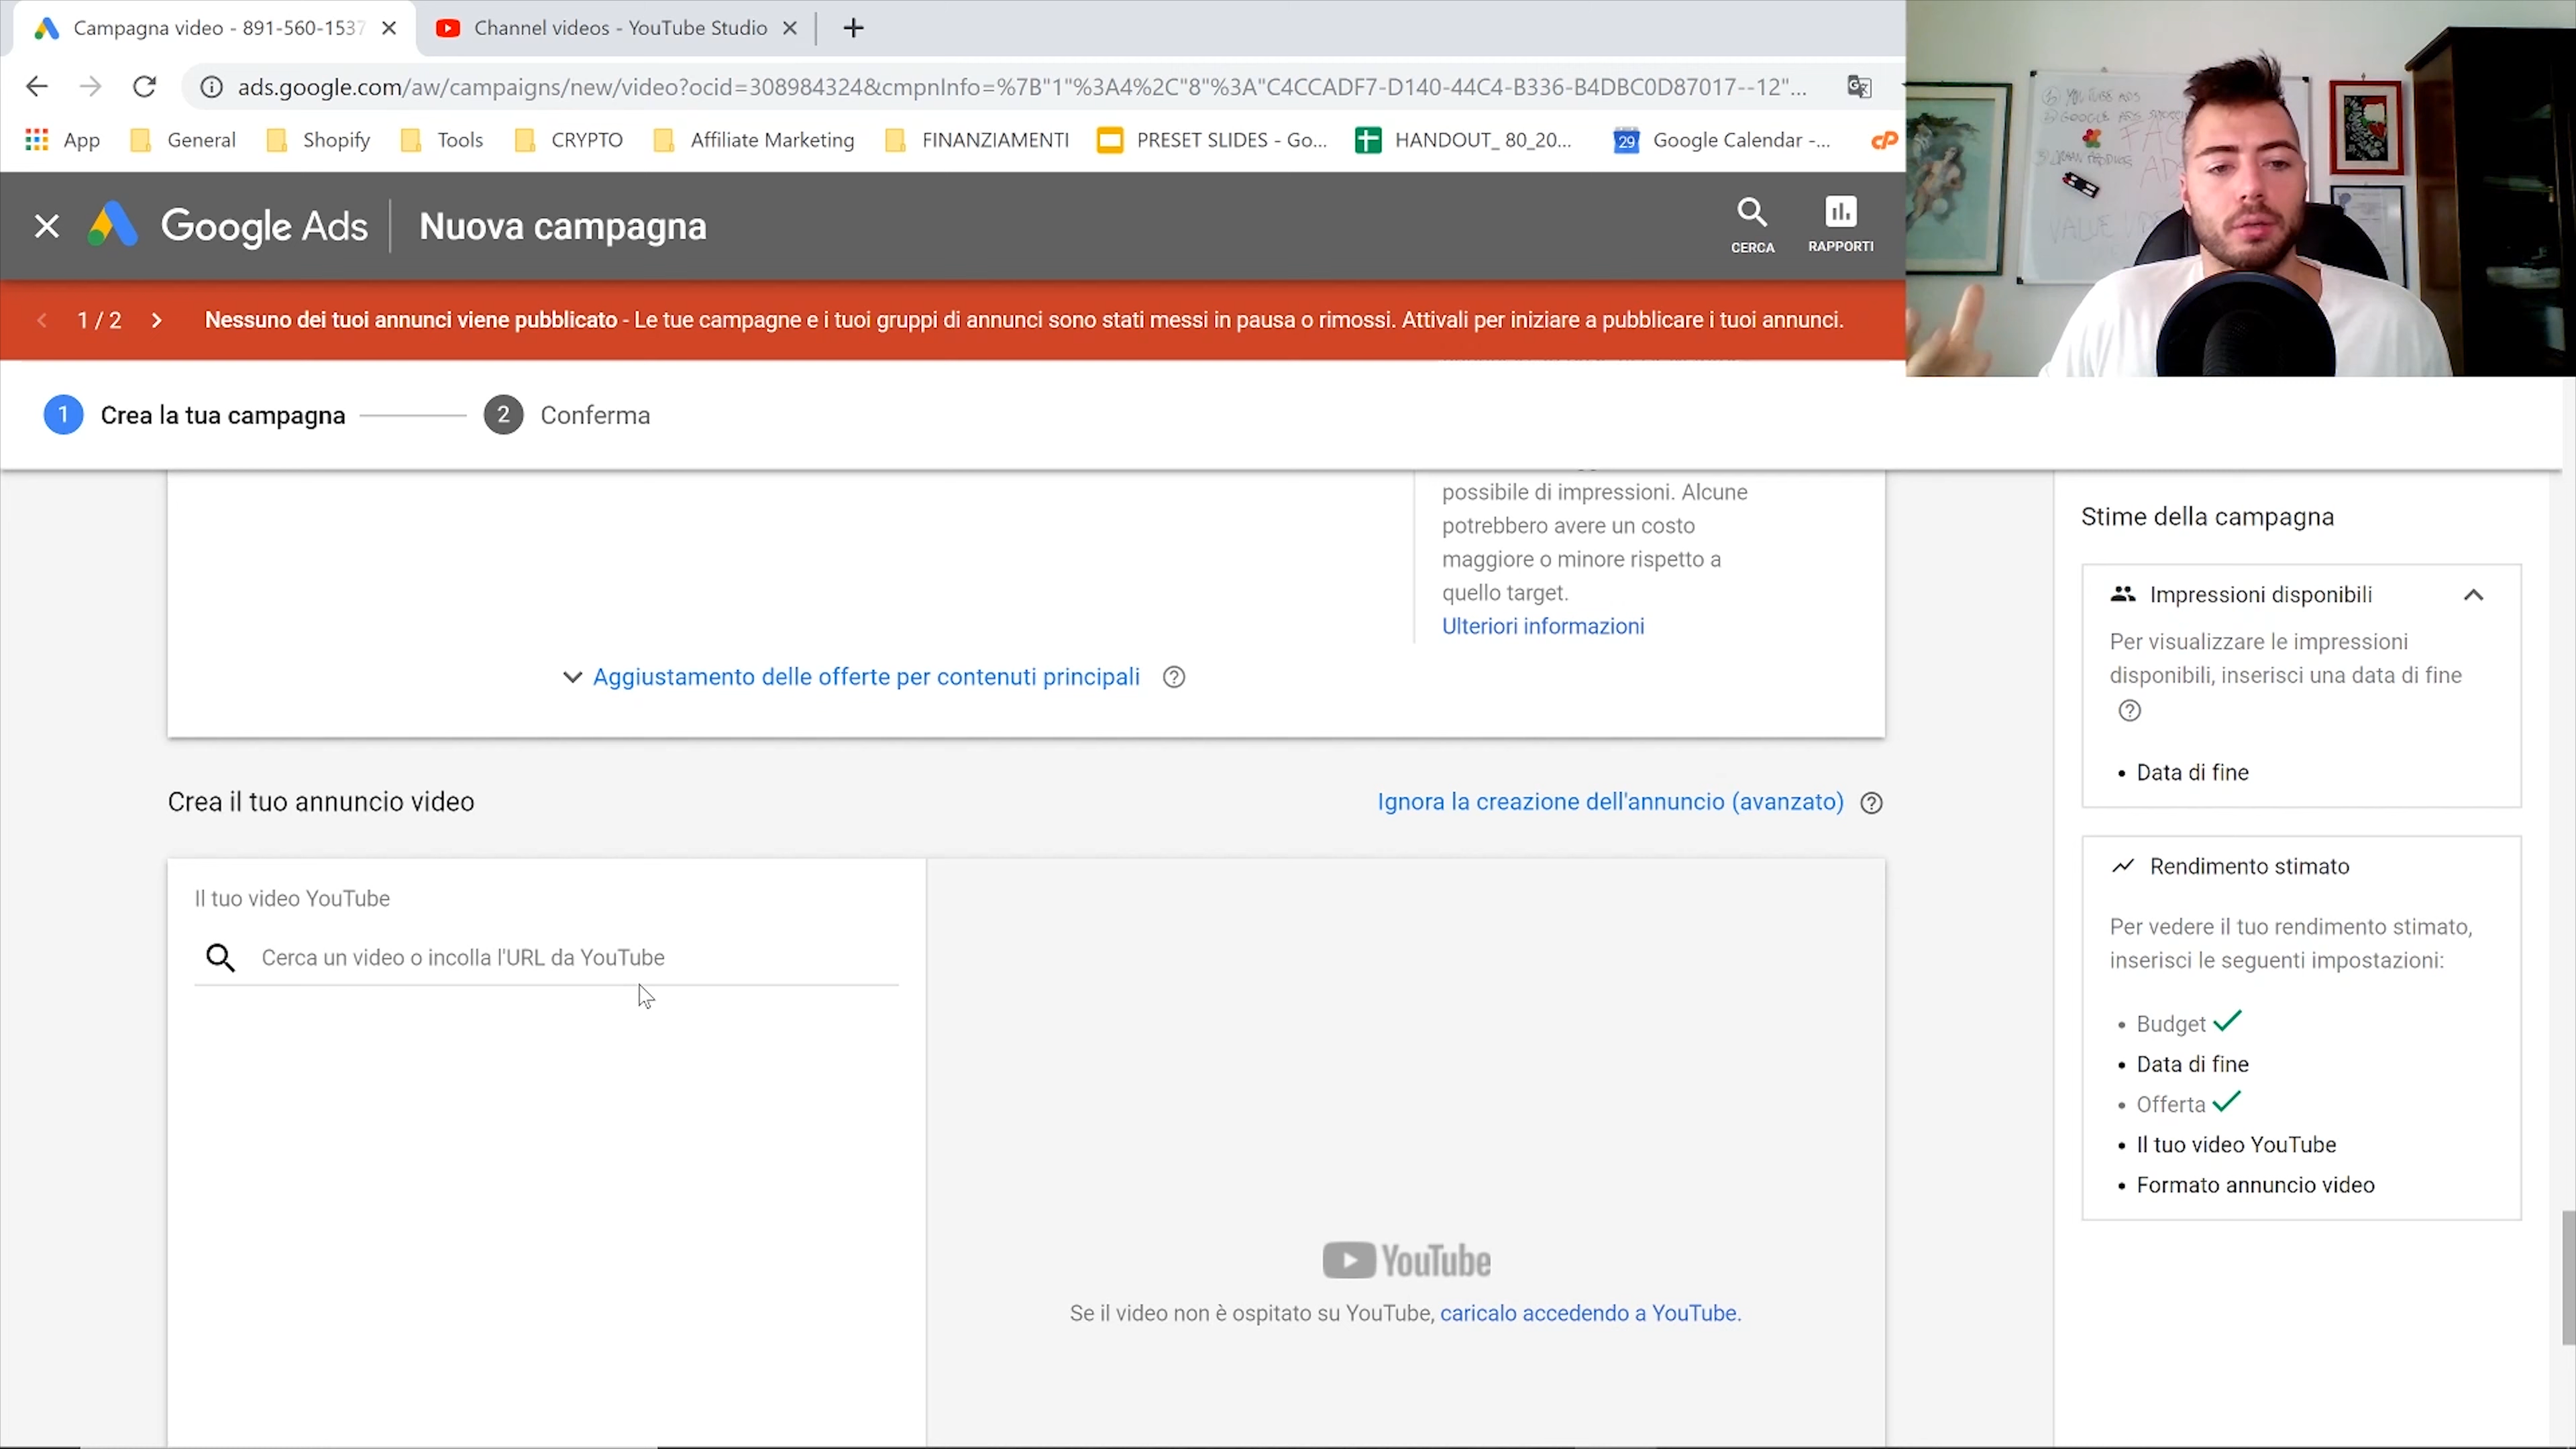 Campagna video - 891-560-1537
Channel videos - YouTube Studio
ads.google.com/aw/campaigns/new/video?ocid=308984324&cmpnInfo=%7B"1"%3A4%2C"8"%3A"C4CCADF7-D140-44C4-B336-B4DBC0D87017--12"...
App
General
Shopify
Tools
CRYPTO
Affiliate Marketing
FINANZIAMENTI
PRESET SLIDES - Go...
HANDOUT_ 80_20...
29
Google Calendar -...
Google Ads
Nuova campagna
CERCA
RAPPORTI
1 / 2
Nessuno dei tuoi annunci viene pubblicato - Le tue campagne e i tuoi gruppi di annunci sono stati messi in pausa o rimossi. Attivali per iniziare a pubblicare i tuoi annunci.
1 Crea la tua campagna
2 Conferma
possibile di impressioni. Alcune
potrebbero avere un costo
maggiore o minore rispetto a
quello target.
Ulteriori informazioni
Aggiustamento delle offerte per contenuti principali
Crea il tuo annuncio video
Ignora la creazione dell'annuncio (avanzato)
Il tuo video YouTube
Cerca un video o incolla l'URL da YouTube
YouTube
Se il video non è ospitato su YouTube, caricalo accedendo a YouTube.
Stime della campagna
Impressioni disponibili
Per visualizzare le impressioni
disponibili, inserisci una data di fine
• Data di fine
Rendimento stimato
Per vedere il tuo rendimento stimato,
inserisci le seguenti impostazioni:
• Budget
• Data di fine
• Offerta
• Il tuo video YouTube
• Formato annuncio video